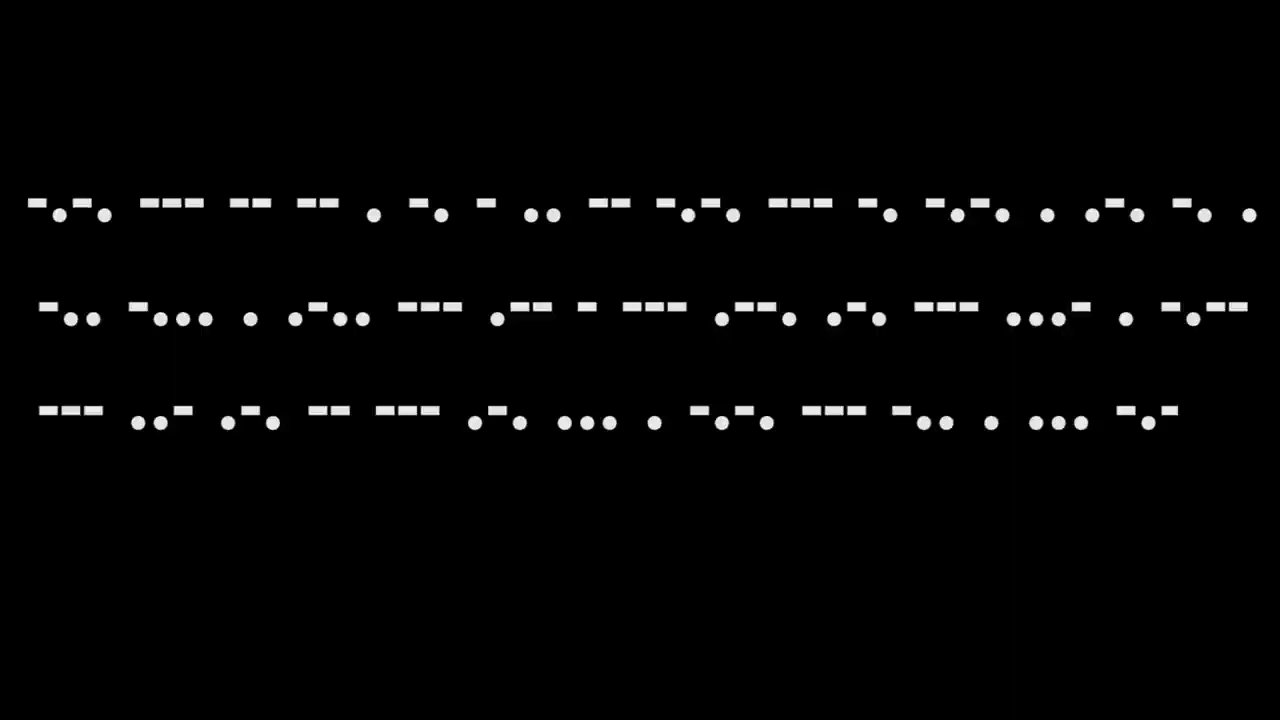 -.-. --- -- -- . -. - .. -- -.-. --- -. -.-. . .-. -. .
-.. -... . .-.. --- .-- - --- .--. .-. --- ...- . -.--
--- ..- .-. -- --- .-. ... . -.-. --- -.. . ... -.-